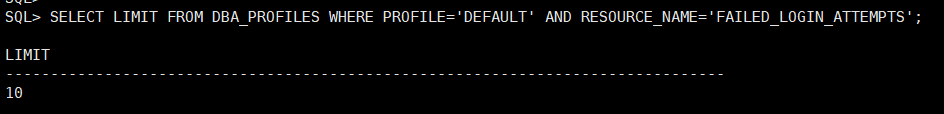 SQL>
SQL> SELECT LIMIT FROM DBA_PROFILES WHERE PROFILE='DEFAULT' AND RESOURCE_NAME='FAILED_LOGIN_ATTEMPTS';
LIMIT
--------------------------------------------------------------------------------
10